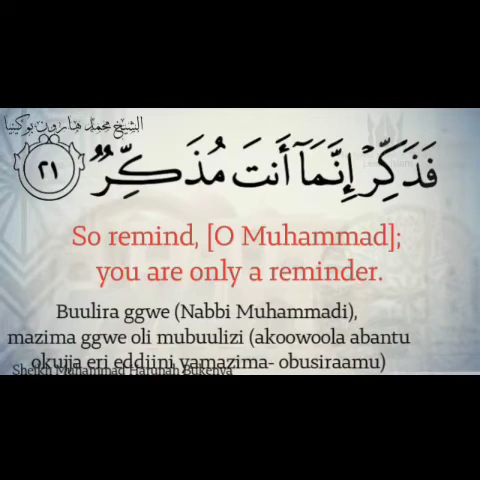 الشيخ محمد هارون بوكينيا
فَذَكِّرْ إِنَّمَآ أَنتَ مُذَكِّرٌ ٢١
So remind, [O Muhammad];
you are only a reminder.
Buulira ggwe (Nabbi Muhammadi),
mazima ggwe oli mubuulizi (akoowoola abantu
okujja eri eddiini yamazima- obusiraamu)
Sheikh Muhammad Harunah Bukenya